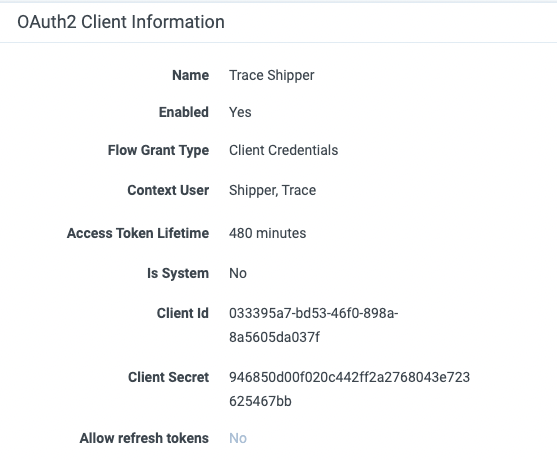 OAuth2 Client Information
Name Trace Shipper
Enabled Yes
Flow Grant Type Client Credentials
Context User Shipper, Trace
Access Token Lifetime 480 minutes
Is System No
Client Id 033395a7-bd53-46f0-898a-
8a5605da037f
Client Secret 946850d00f020c442ff2a2768043e723
625467bb
Allow refresh tokens No